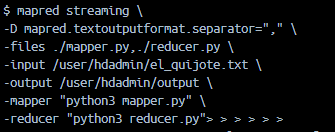 $ mapred streaming \
-D mapred.textoutputformat.separator="," \
-files ./mapper.py,./reducer.py \
-input /user/hdadmin/el_quijote.txt \
-output /user/hdadmin/output \
-mapper "python3 mapper.py" \
-reducer "python3 reducer.py"> > > > > >